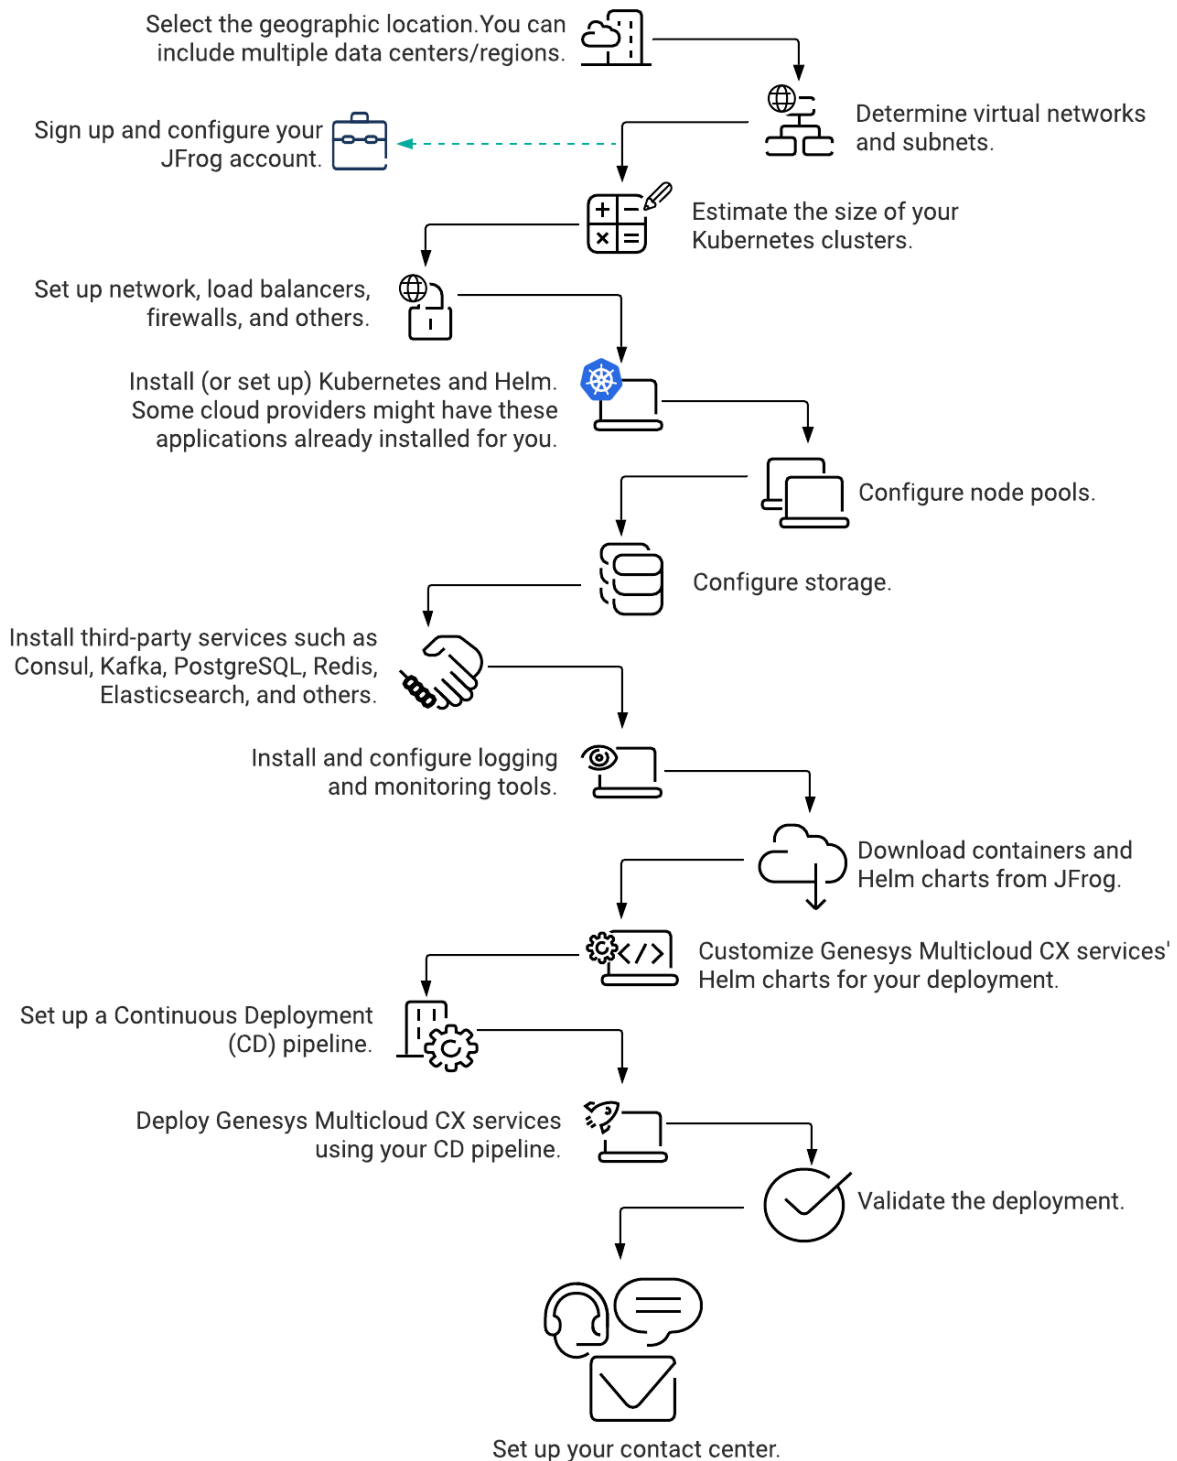 Select the geographic location.You can
include multiple data centers/regions.
Determine virtual networks
and subnets.
Sign up and configure your
JFrog account.
Estimate the size of your
Kubernetes clusters.
Set up network, load balancers,
firewalls, and others.
Install (or set up) Kubernetes and Helm.
Some cloud providers might have these
applications already installed for you.
Configure node pools.
Configure storage.
Install third-party services such as
Consul, Kafka, PostgreSQL, Redis,
Elasticsearch, and others.
Install and configure logging
and monitoring tools.
Download containers and
Helm charts from JFrog.
Customize Genesys Multicloud CX services'
Helm charts for your deployment.
Set up a Continuous Deployment
(CD) pipeline.
Deploy Genesys Multicloud CX services
using your CD pipeline.
Validate the deployment.
Set up your contact center.